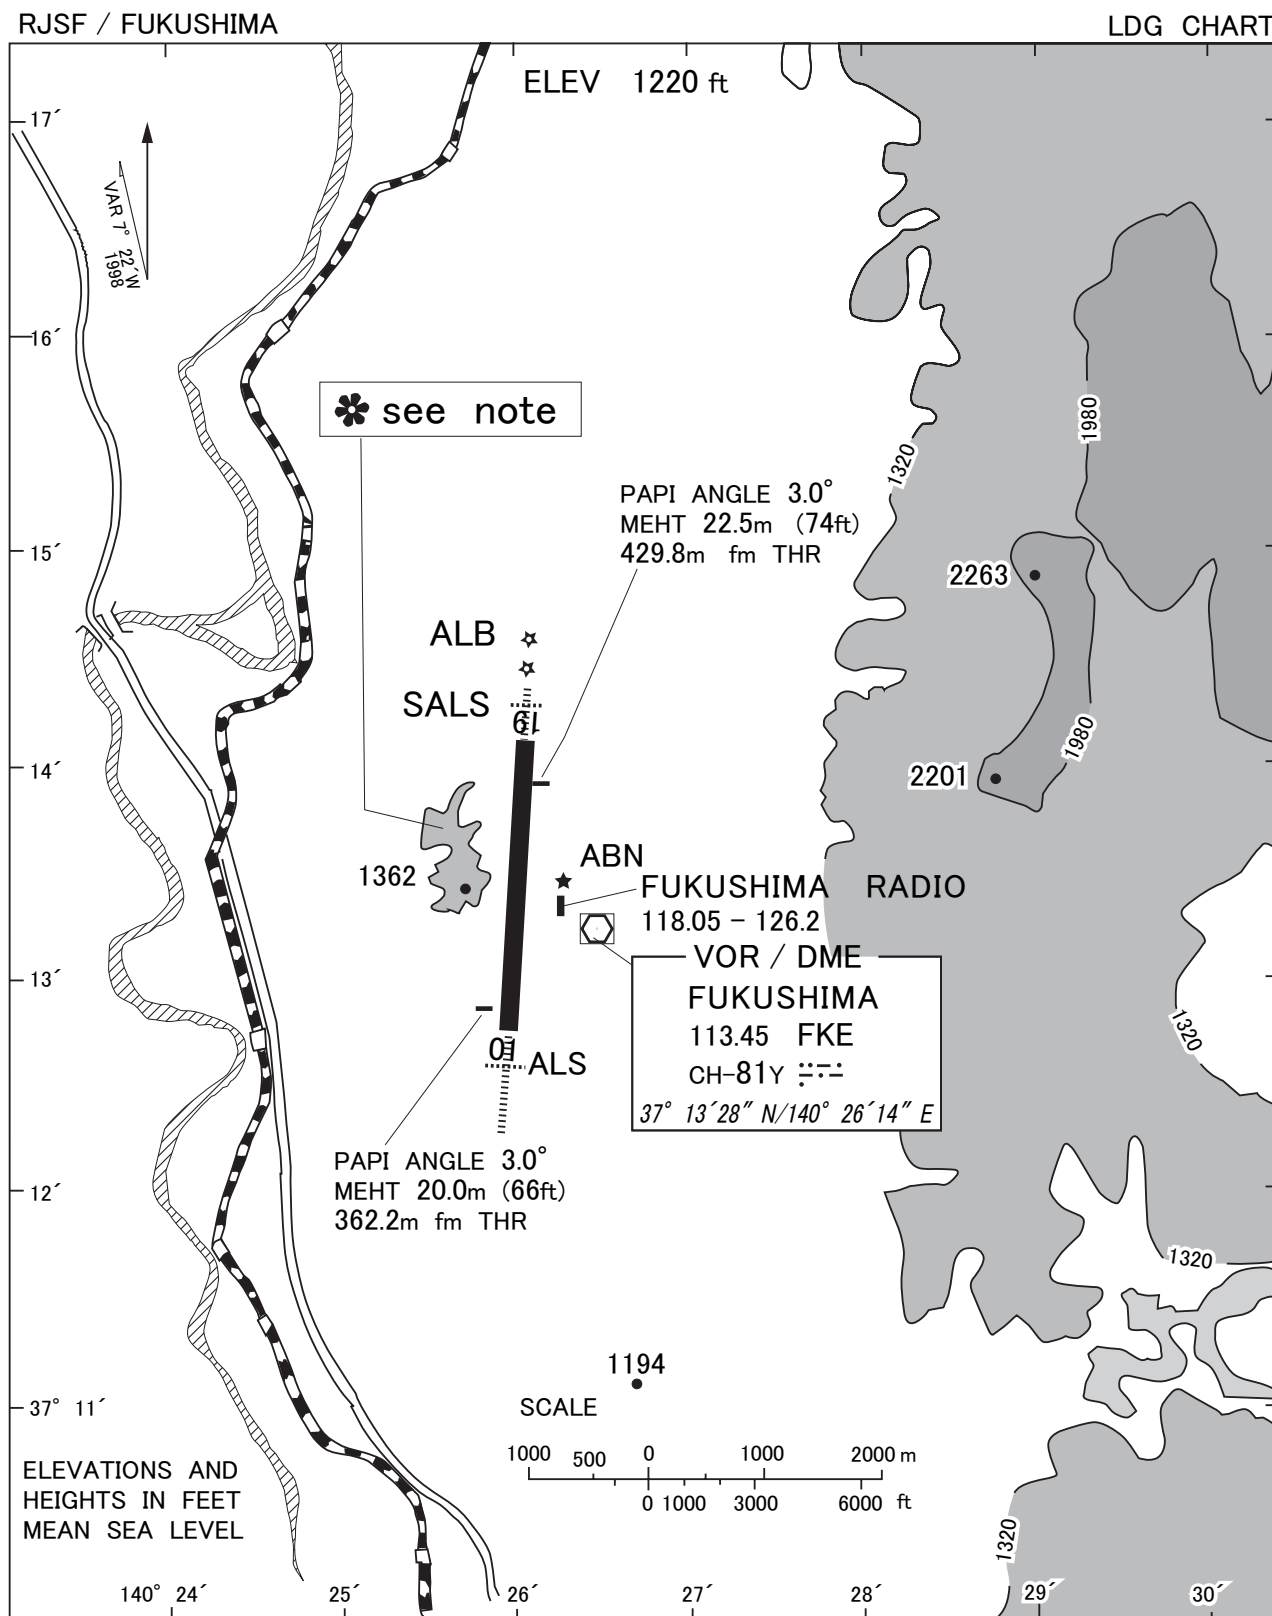 RJSF / FUKUSHIMA
LDG CHART
ELEV 1220 ft
17´
VAR 7° 22´W
1998
16´
✽ see note
1980
1320
PAPI ANGLE 3.0°
MEHT 22.5m (74ft)
429.8m fm THR
15´
2263
ALB
SALS
19
1980
14´
2201
ABN
1362
FUKUSHIMA RADIO
118.05 - 126.2
VOR / DME
FUKUSHIMA
113.45 FKE
CH-81Y
37° 13´28″ N/140° 26´14″ E
13´
1320
01
ALS
PAPI ANGLE 3.0°
MEHT 20.0m (66ft)
362.2m fm THR
12´
1320
1194
SCALE
37° 11´
1000 500 0 1000 2000 m
0 1000 3000 6000 ft
ELEVATIONS AND
HEIGHTS IN FEET
MEAN SEA LEVEL
1320
140° 24´ 25´ 26´ 27´ 28´ 29´ 30´